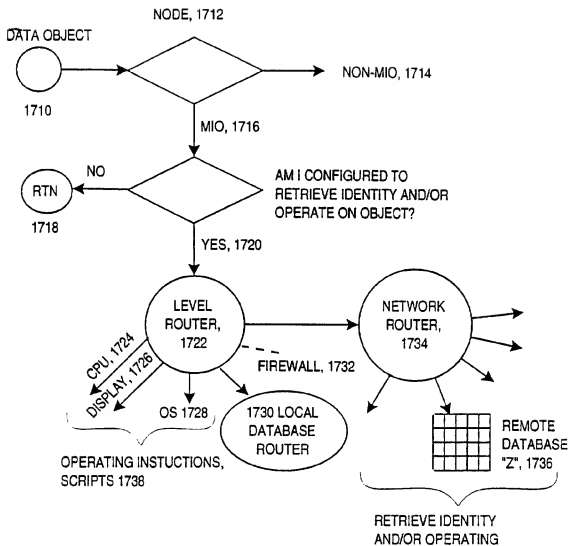 NODE, 1712
DATA OBJECT
NON-MIO, 1714
1710
MIO, 1716
NO
AM I CONFIGURED TO
RETRIEVE IDENTITY AND/OR
OPERATE ON OBJECT?
RTN
1718
YES, 1720
LEVEL
ROUTER,
1722
NETWORK
ROUTER,
1734
CPU, 1724
DISPLAY, 1726
FIREWALL, 1732
OS 1728
1730 LOCAL
DATABASE
ROUTER
REMOTE
DATABASE
"Z", 1736
OPERATING INSTUCTIONS,
SCRIPTS 1738
RETRIEVE IDENTITY
AND/OR OPERATING